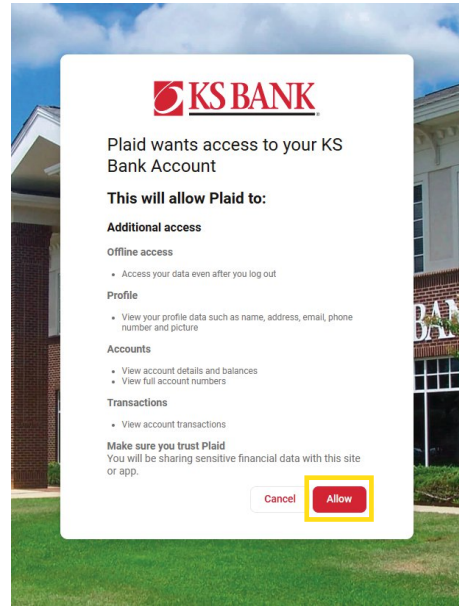 KS BANK
Plaid wants access to your KS
Bank Account
This will allow Plaid to:
Additional access
Offline access
• Access your data even after you log out
Profile
• View your profile data such as name, address, email, phone
number and picture
Accounts
• View account details and balances
• View full account numbers
Transactions
• View account transactions
Make sure you trust Plaid
You will be sharing sensitive financial data with this site
or app.
Cancel
Allow
BAN